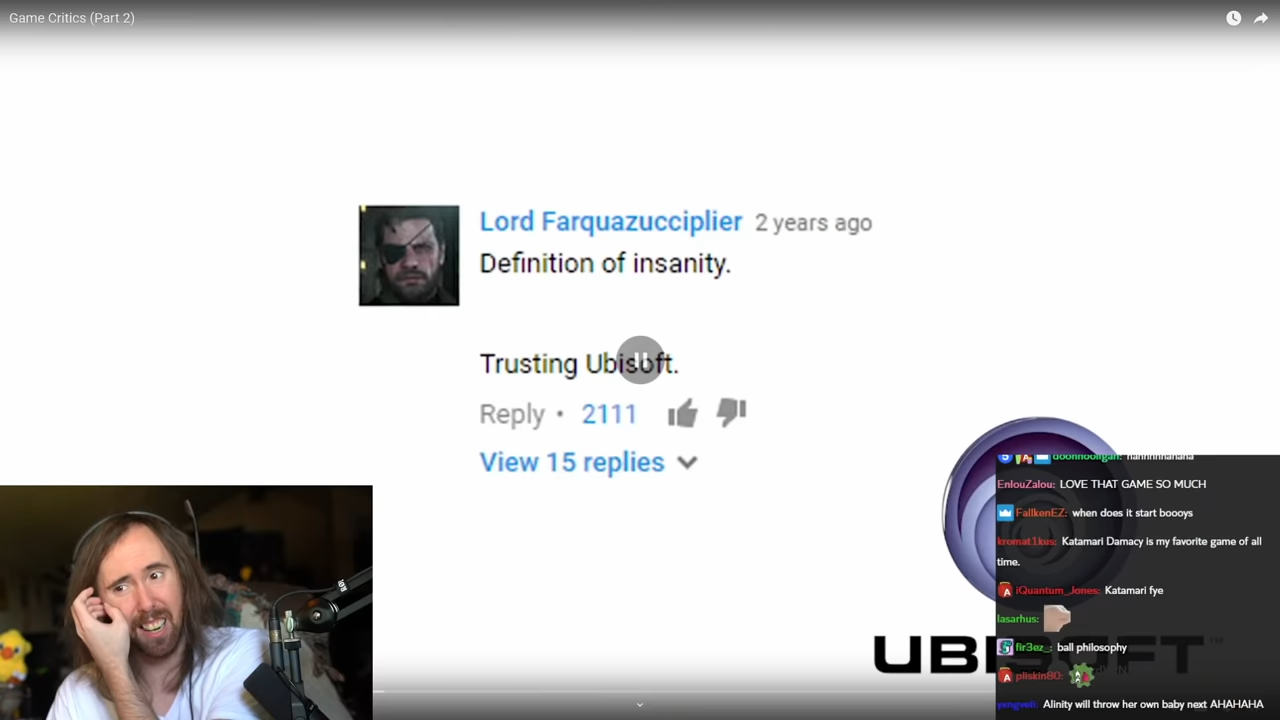 Game Critics (Part 2)
Lord Farquazucciplier 2 years ago
Definition of insanity.
Trusting Ubisoft.
Reply • 2111
View 15 replies
UBISOFT™
doonhooligan:
EnlouZalou: LOVE THAT GAME SO MUCH
FallkenEZ: when does it start boooys
kromat1kus: Katamari Damacy is my favorite game of all
time.
iQuantum_Jones: Katamari fye
lasarhus:
fir3ez_: ball philosophy
pliskin80:
yxngveli: Alinity will throw her own baby next AHAHAHA